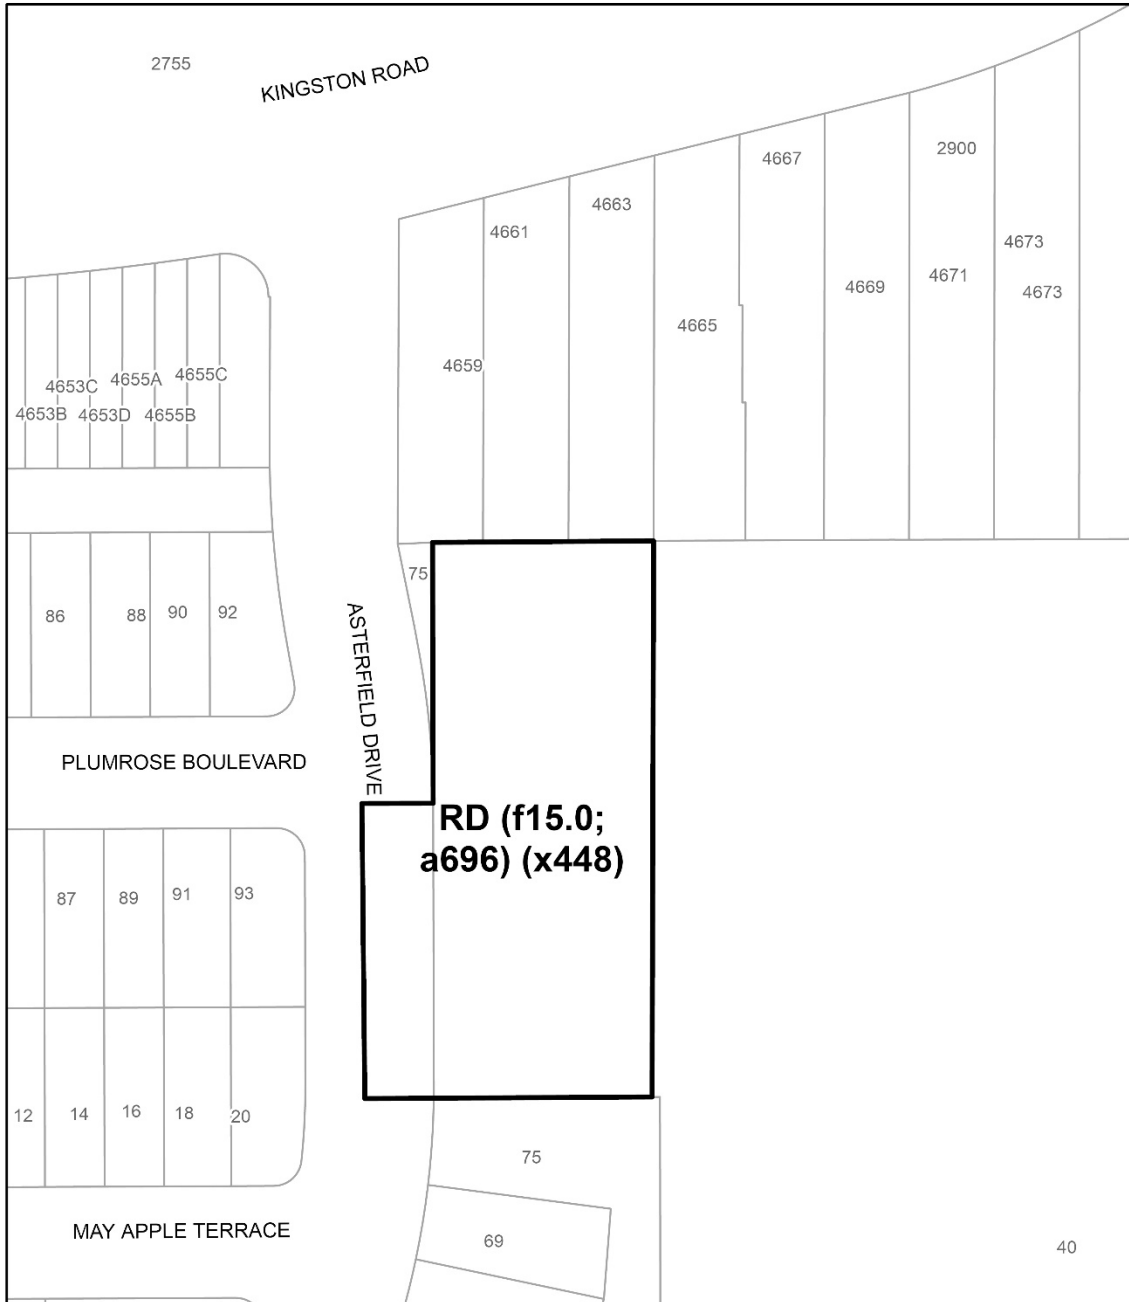 2755
KINGSTON ROAD
4667
2900
4663
4661
4673
4671
4669
4673
4665
4659
4653C
4655A
4655C
4653B
4653D
4655B
75
86
88
90
92
ASTERFIELD DRIVE
PLUMROSE BOULEVARD
RD (f15.0;
a696) (x448)
87
89
91
93
12
14
16
18
20
75
MAY APPLE TERRACE
69
40